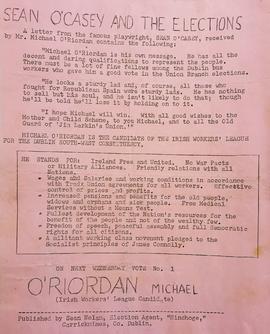 SEAN O'CASEY AND THE ELECTIONS
A letter from the famous playwright, SEAN O'CASEY, received
by Mr. Michael O'Riordan contains the following:
"Michael O'Riordan is his own message. He has all the
decent and daring qualifications to represent the people.
There must be a lot of fine fellows among the Dublin Bus
workers who gave him a good vote in the Union Branch elections.
"He looks a sturdy lad and, of course, all those who
fought for Republican Spain were sturdy lads. He has nothing
to sell but his soul, and he isn't likely to do that; though
he'll be told he'll lose it by holding on to it.
"I hope Michael will win. With all good wishes to the
Mother and Child Scheme, to you, Michael, and to all the Old
Guard of Jim Larkin's Union."
MICHAEL O'RIORDAN IS THE CANDIDATE OF THE IRISH WORKERS' LEAGUE
FOR THE DUBLIN SOUTH-WEST CONSTITUENCY.
HE STANDS FOR: Ireland Free and United. No War Pacts
or Military Alliances. Friendly relations with all
Nations.
Wages and Salaries and working conditions in accordance
with Trade Union agreements for all workers. Effective
control of prices and profits.
Increased pensions and benefits for the old people,
widows and orphans and sick people. Free Medical
Services without a Means Test.
Fullest development of the Nation's resources for the
benefit of the people and not of the wealthy few.
Freedom of speech, peaceful assembly and full democratic
rights for all citizens.
A militant working class movement pledged to the
Socialist principles of James Connolly.
ON NEXT WEDNESDAY VOTE No. 1
O'RIORDAN MICHAEL
(Irish Workers' League Candidate)
Published by Sean Nolan, Election Agent, "Sindhoge,"
Carrickmines, Co. Dublin.